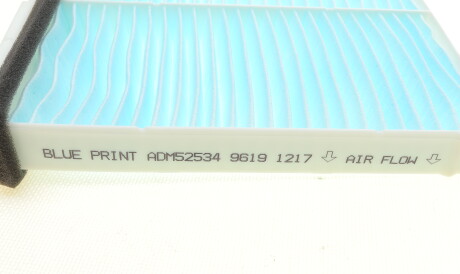 BLUE PRINT ADM52534 9619 1217 ⇩ AIR FLOW ⇩